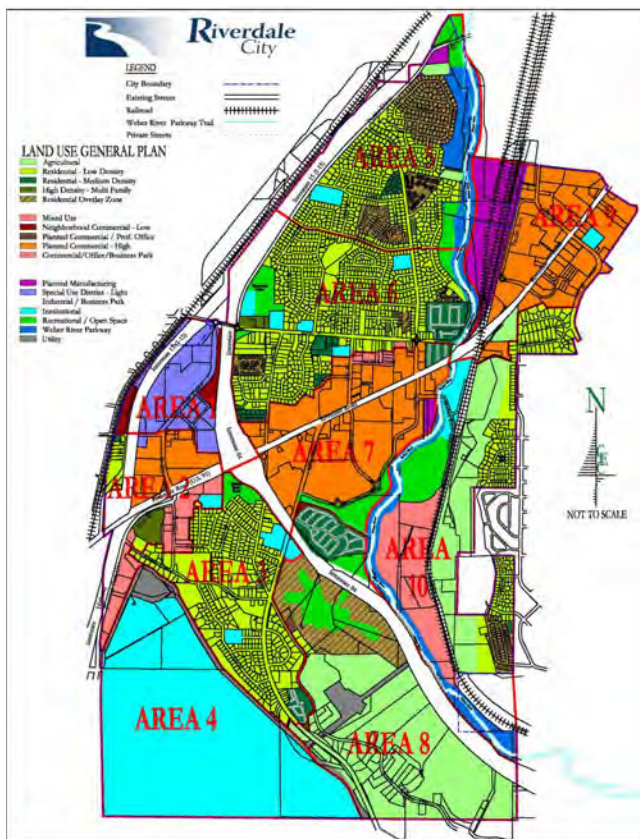 Riverdale
City
LEGEND
City Boundary
Existing Streets
Railroad
Weber River Parkway Trail
Private Streets
LAND USE GENERAL PLAN
Agricultural
Residential - Low Density
Residential - Medium Density
High Density - Multi Family
Residential Overlay Zone
Mixed Use
Neighborhood Commercial - Low
Planned Commercial / Prof. Office
Planned Commercial - High
Commercial/Office/Business Park
Planned Manufacturing
Special Use District - Light
Industrial / Business Park
Institutional
Recreational / Open Space
Weber River Parkway
Utility
AREA 5
AREA 9
AREA 6
AREA 1
AREA 7
AREA 2
AREA 3
AREA
10
AREA 4
AREA 8
Interstate 84
Interstate 84
N
NOT TO SCALE